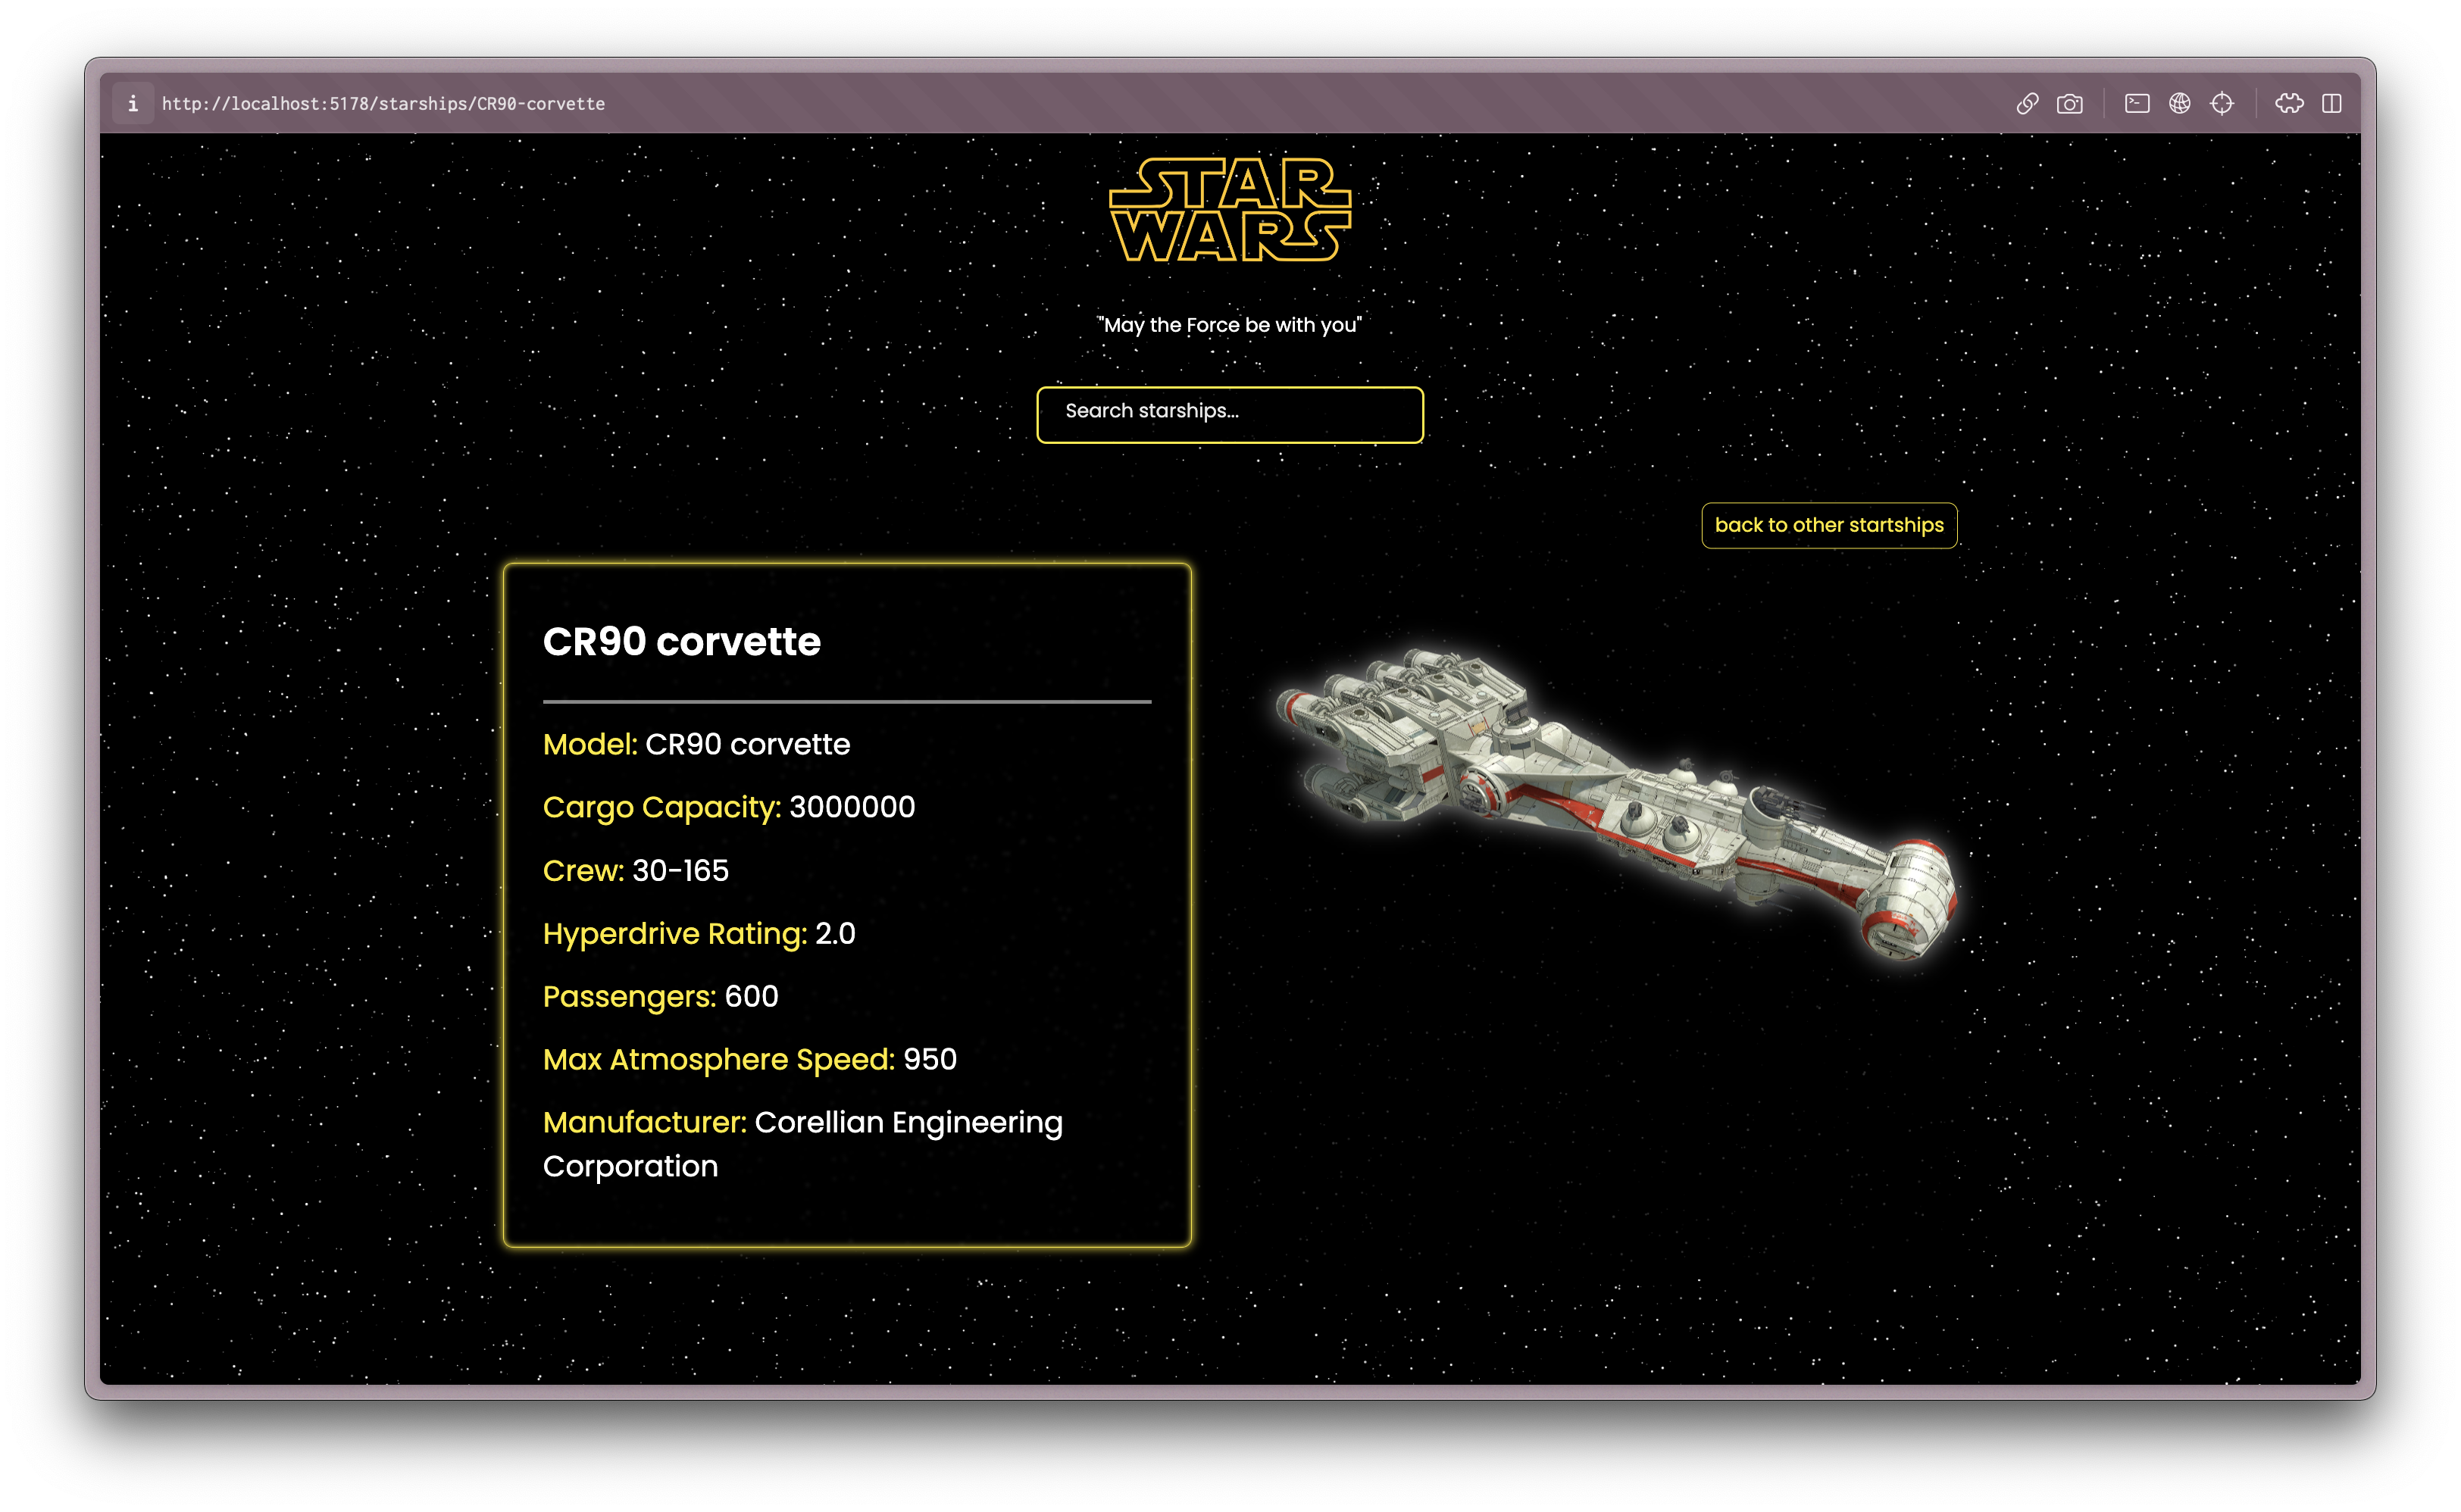 http://localhost:5178/starships/CR90-corvette
STAR
WARS
"May the Force be with you"
Search starships...
back to other startships
CR90 corvette
Model: CR90 corvette
Cargo Capacity: 3000000
Crew: 30-165
Hyperdrive Rating: 2.0
Passengers: 600
Max Atmosphere Speed: 950
Manufacturer: Corellian Engineering
Corporation